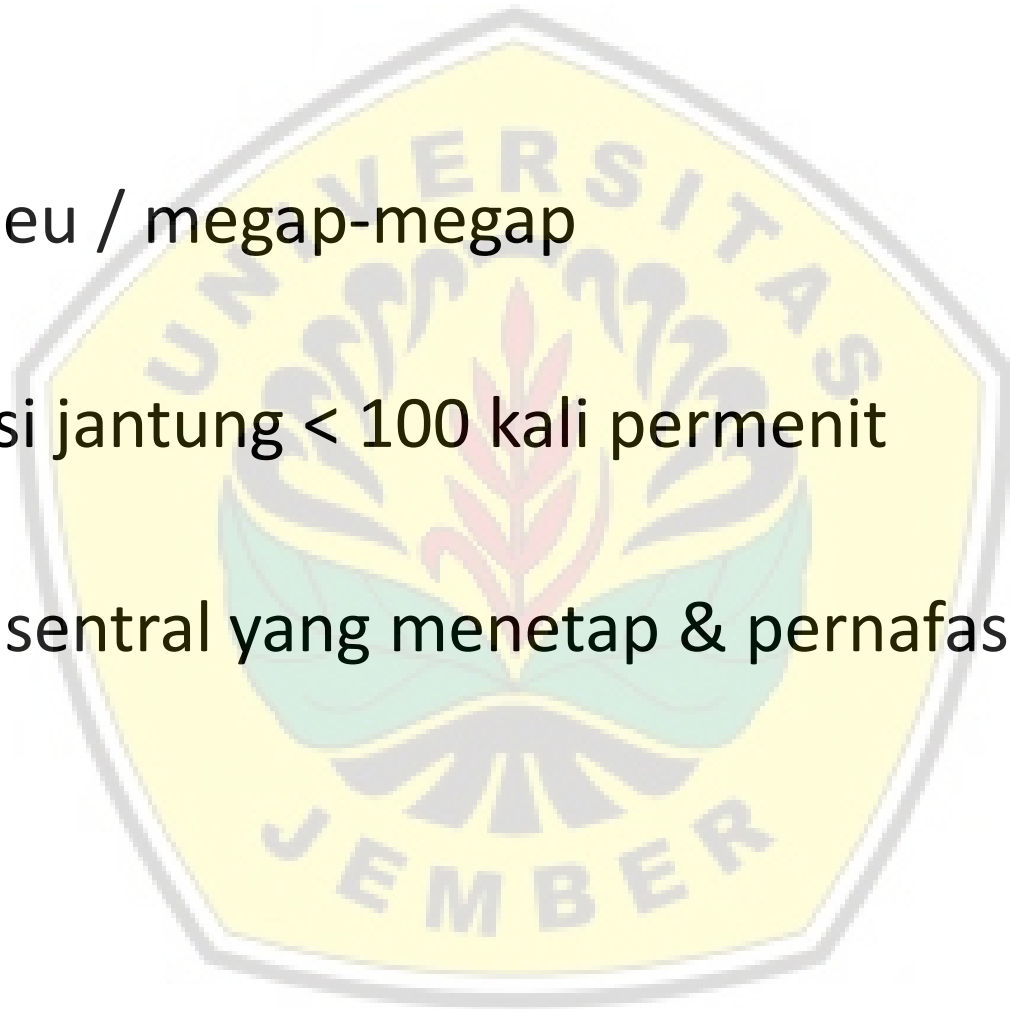 UNIVERSITAS
eu / megap-megap
si jantung < 100 kali permenit
sentral yang menetap & pernafas
JEMBER